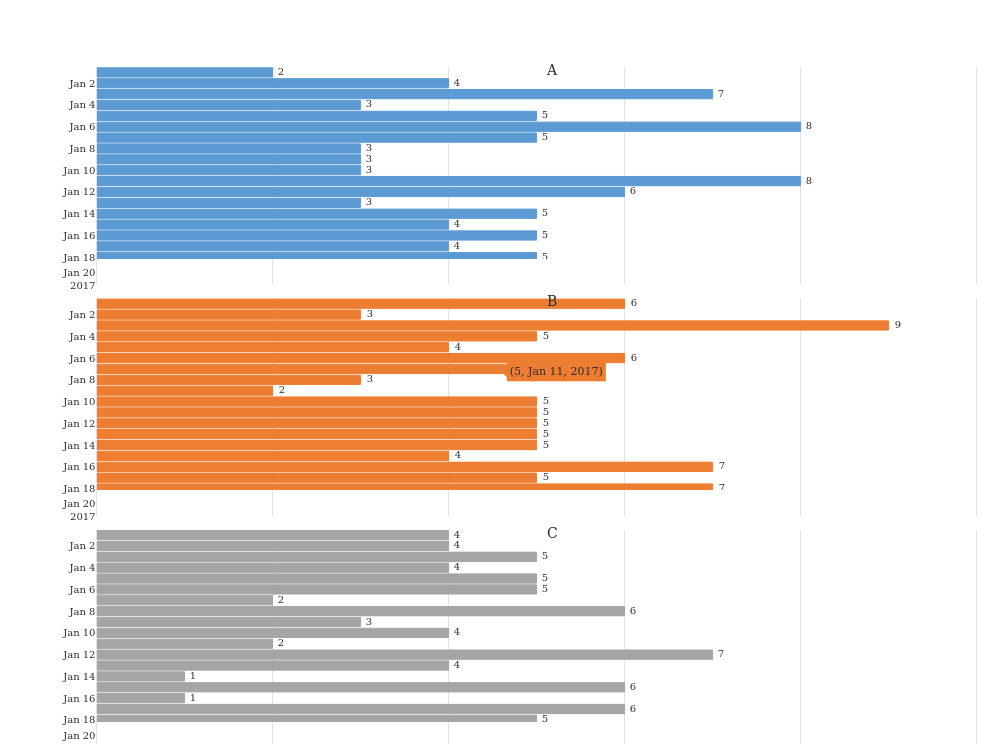 A
2
Jan 2 4
7
Jan 4 3
5
Jan 6 8
5
Jan 8 3
3
Jan 10 3
8
Jan 12 6
3
Jan 14 5
4
Jan 16 5
4
Jan 18 5
Jan 20
2017
B
6
Jan 2 3
9
Jan 4 5
4
Jan 6 6
(5, Jan 11, 2017)
Jan 8 3
2
Jan 10 5
5
Jan 12 5
5
Jan 14 5
4
Jan 16 7
5
Jan 18 7
Jan 20
2017
C
4
Jan 2 4
5
Jan 4 4
5
Jan 6 5
2
Jan 8 6
3
Jan 10 4
2
Jan 12 7
4
Jan 14 1
6
Jan 16 1
6
Jan 18 5
Jan 20